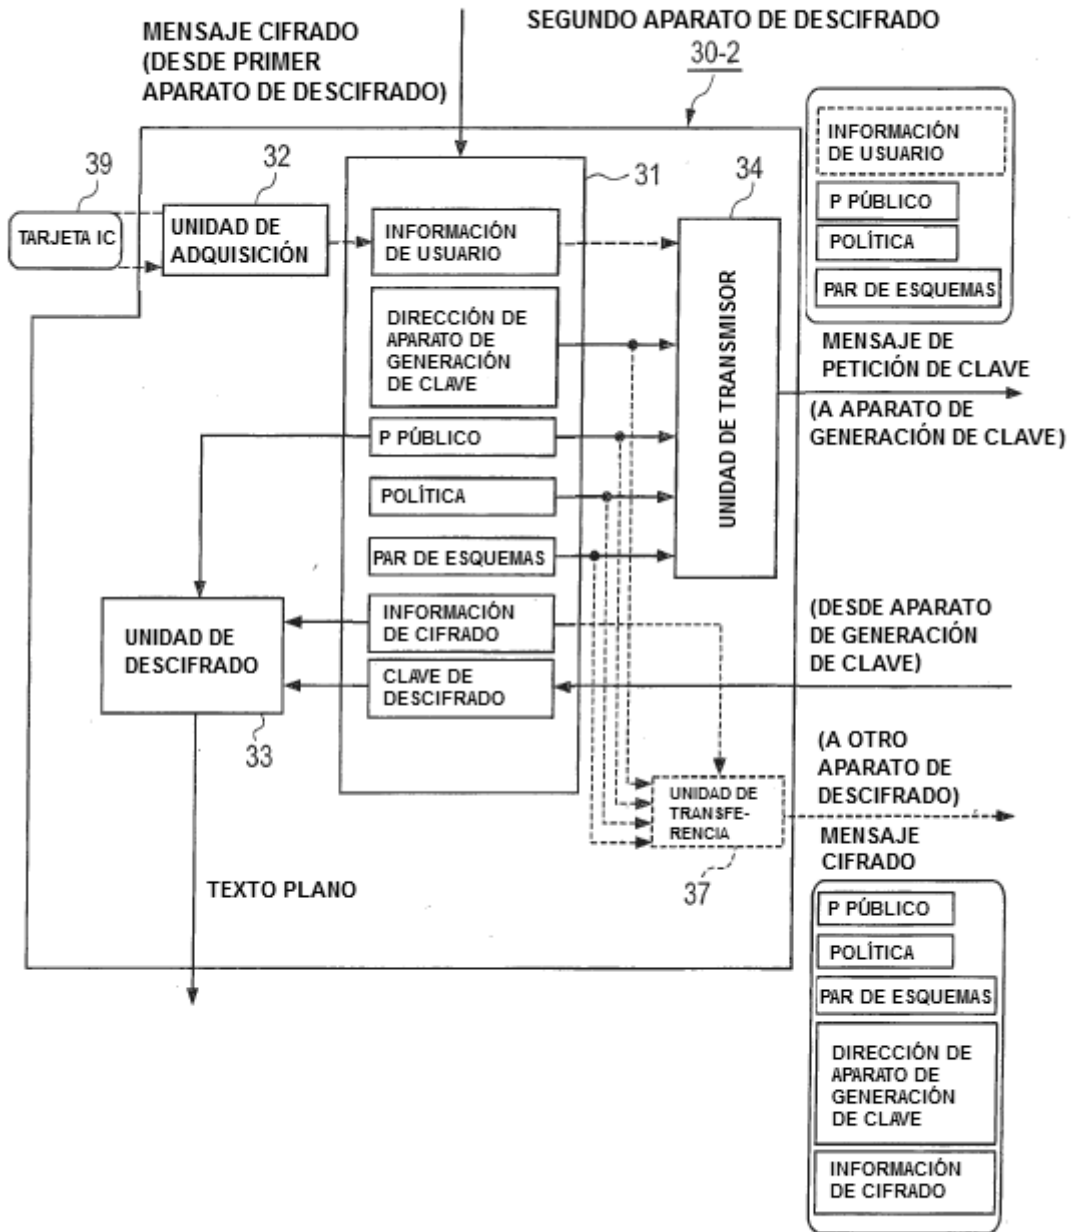 MENSAJE CIFRADO
(DESDE PRIMER
APARATO DE DESCIFRADO)
SEGUNDO APARATO DE DESCIFRADO
30-2
INFORMACIÓN
DE USUARIO
P PÚBLICO
POLÍTICA
PAR DE ESQUEMAS
MENSAJE DE
PETICIÓN DE CLAVE
(A APARATO DE
GENERACIÓN DE CLAVE)
39
TARJETA IC
32
UNIDAD DE
ADQUISICIÓN
31
INFORMACIÓN
DE USUARIO
DIRECCIÓN DE
APARATO DE
GENERACIÓN
DE CLAVE
P PÚBLICO
POLÍTICA
PAR DE ESQUEMAS
INFORMACIÓN
DE CIFRADO
CLAVE DE
DESCIFRADO
34
UNIDAD DE TRANSMISOR
UNIDAD DE
DESCIFRADO
33
(DESDE APARATO
DE GENERACIÓN
DE CLAVE)
UNIDAD DE
TRANSFE-
RENCIA
37
(A OTRO
APARATO DE
DESCIFRADO)
MENSAJE
CIFRADO
TEXTO PLANO
P PÚBLICO
POLÍTICA
PAR DE ESQUEMAS
DIRECCIÓN DE
APARATO DE
GENERACIÓN
DE CLAVE
INFORMACIÓN
DE CIFRADO